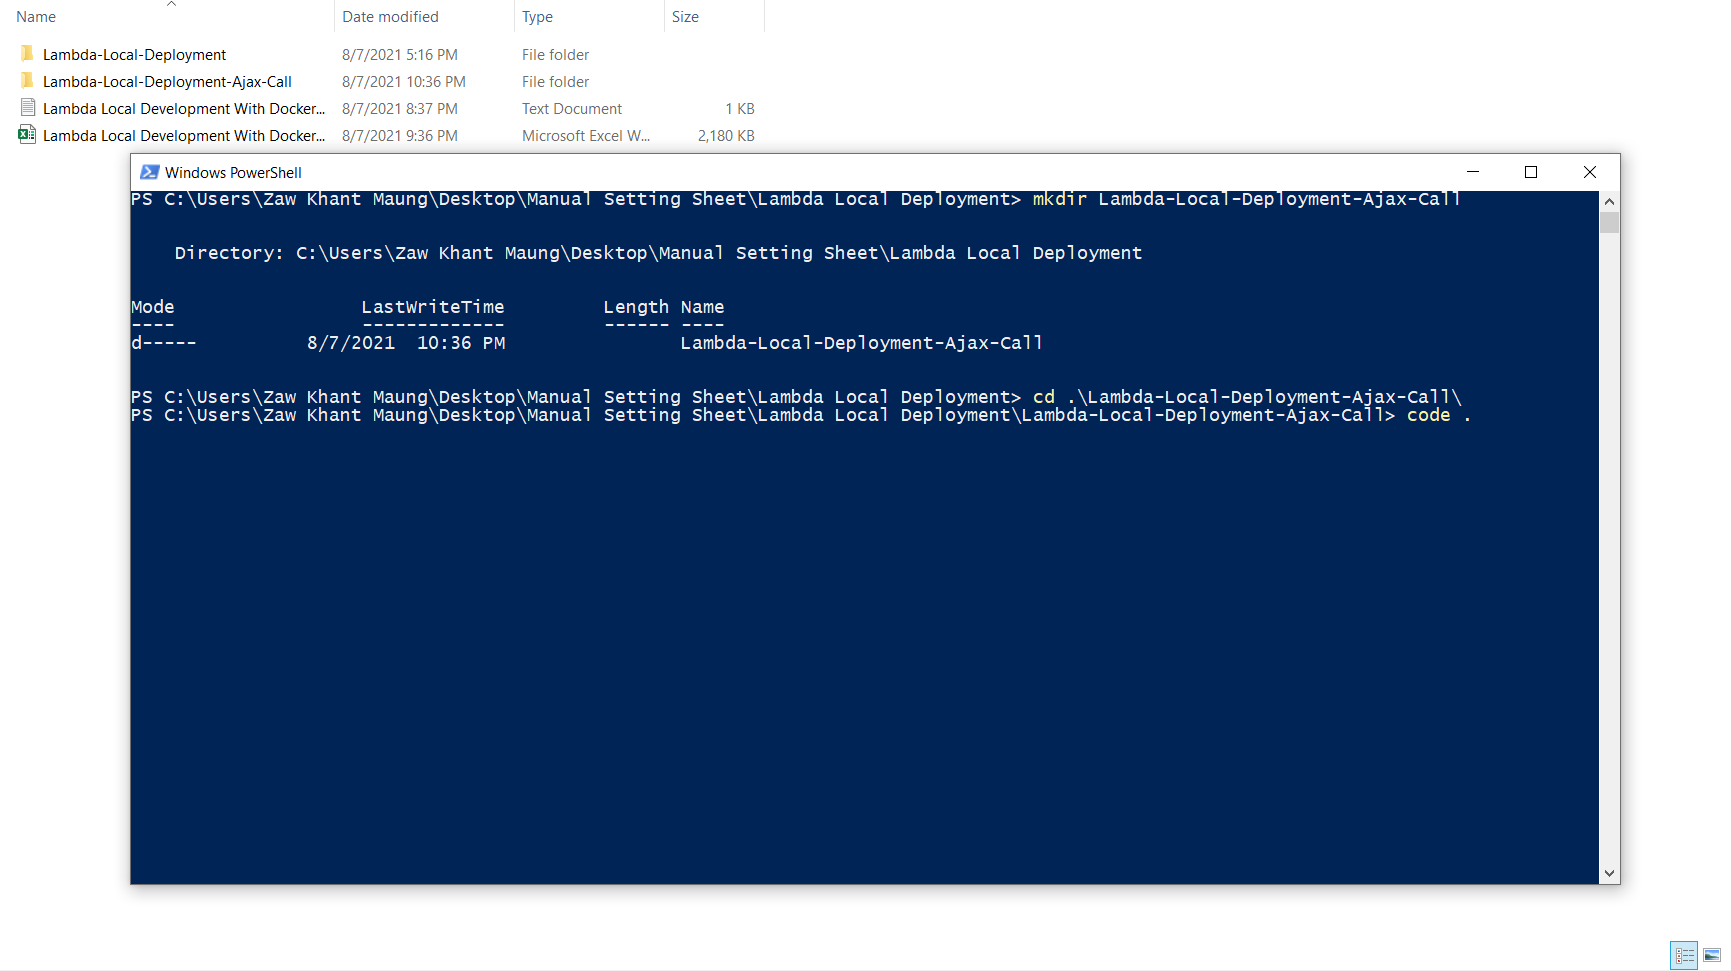 Name Date modified Type Size
Lambda-Local-Deployment 8/7/2021 5:16 PM File folder
Lambda-Local-Deployment-Ajax-Call 8/7/2021 10:36 PM File folder
Lambda Local Development With Docker... 8/7/2021 8:37 PM Text Document 1 KB
Lambda Local Development With Docker... 8/7/2021 9:36 PM Microsoft Excel W... 2,180 KB
Windows PowerShell
PS C:\Users\Zaw Khant Maung\Desktop\Manual Setting Sheet\Lambda Local Deployment> mkdir Lambda-Local-Deployment-Ajax-Call
Directory: C:\Users\Zaw Khant Maung\Desktop\Manual Setting Sheet\Lambda Local Deployment
Mode LastWriteTime Length Name
---- ------------- ------ ----
d----- 8/7/2021 10:36 PM Lambda-Local-Deployment-Ajax-Call
PS C:\Users\Zaw Khant Maung\Desktop\Manual Setting Sheet\Lambda Local Deployment> cd .\Lambda-Local-Deployment-Ajax-Call\
PS C:\Users\Zaw Khant Maung\Desktop\Manual Setting Sheet\Lambda Local Deployment\Lambda-Local-Deployment-Ajax-Call> code .